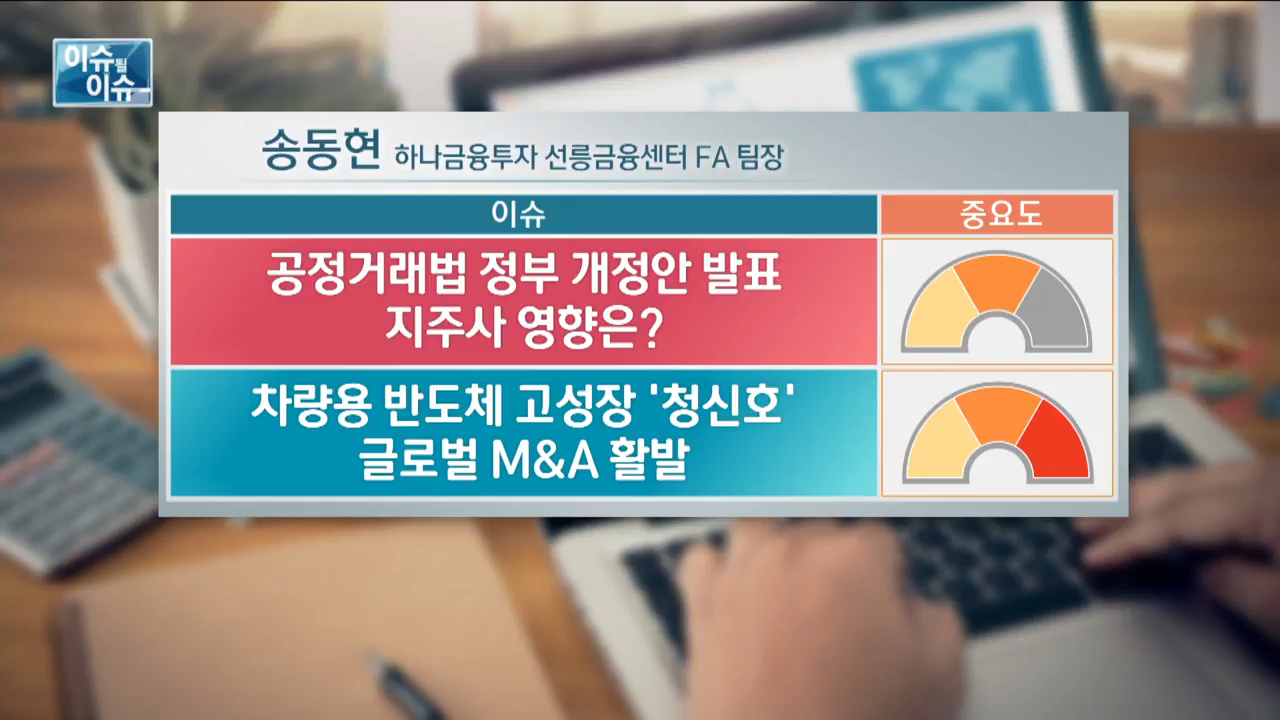 이슈될
이슈
송동현 하나금융투자 선릉금융센터 FA 팀장
이슈
중요도
공정거래법 정부 개정안 발표
지주사 영향은?
차량용 반도체 고성장 '청신호'
글로벌 M&A 활발